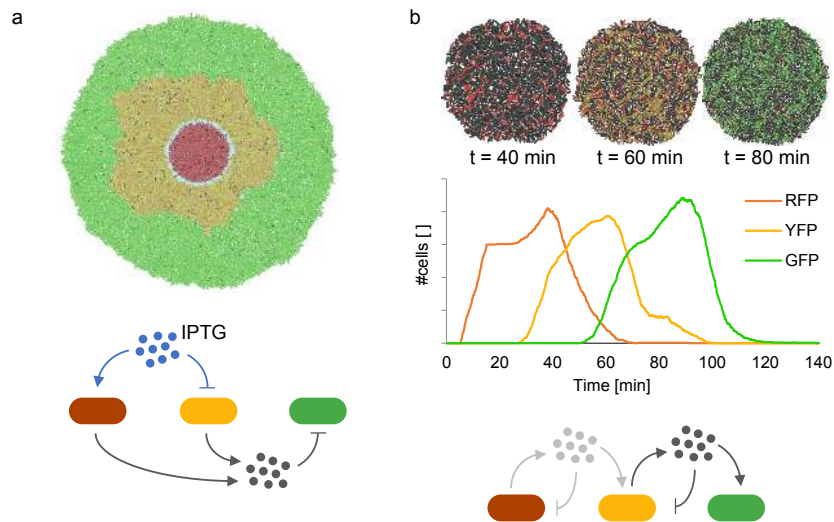 a
IPTG
b
t = 40 min
t = 60 min
t = 80 min
#cells [ ]
RFP
YFP
GFP
0
20
40
60
80
100
120
140
Time [min]